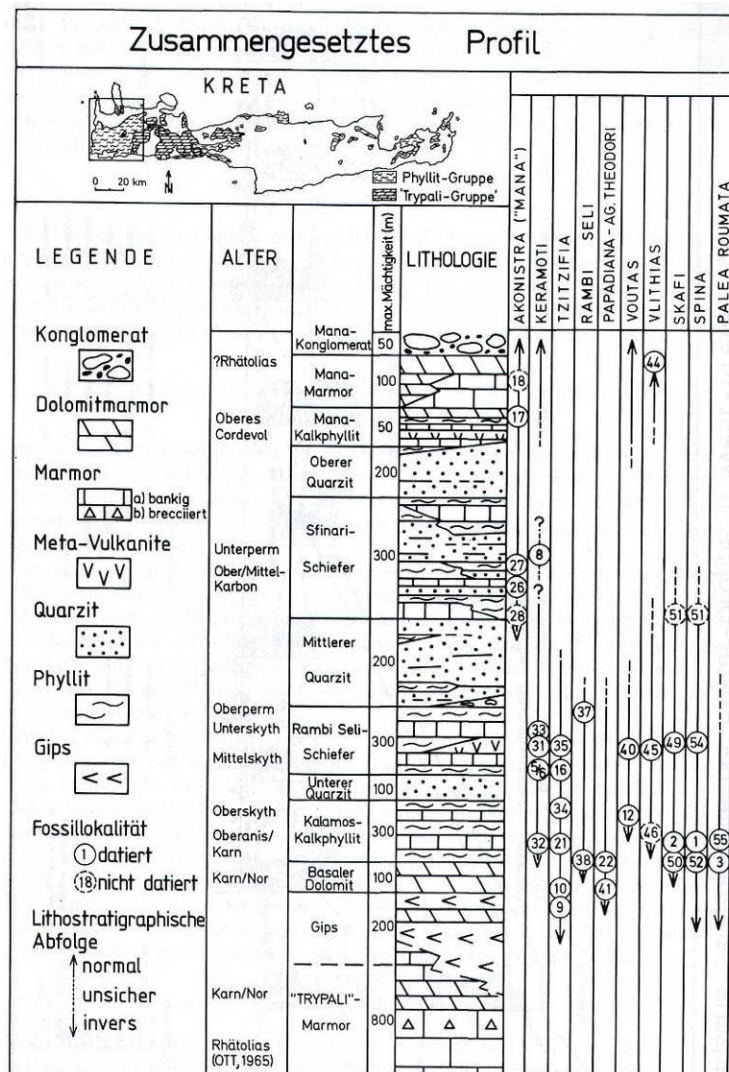 Zusammengesetztes Profil
KRETA
0 20 km
N
Phyllit-Gruppe
'Trypali-Gruppe'
LEGENDE
Konglomerat
Dolomitmarmor
Marmor
a) bankig
b) brecciiert
Meta-Vulkanite
Quarzit
Phyllit
Gips
Fossillokalität
1 datiert
18 nicht datiert
Lithostratigraphische
Abfolge
normal
unsicher
invers
ALTER
?Rhätolias
Oberes
Cordevol
Unterperm
Ober/Mittel-
Karbon
Oberperm
Unterskyth
Mittelskyth
Oberskyth
Oberanis/
Karn
Karn/Nor
Karn/Nor
Rhätolias
(OTT, 1965)
Mana-
Konglomerat
Mana-
Marmor
Mana-
Kalkphyllit
Oberer
Quarzit
Sfinari-
Schiefer
Mittlerer
Quarzit
Rambi Seli-
Schiefer
Unterer
Quarzit
Kalamos-
Kalkphyllit
Basaler
Dolomit
Gips
"TRYPALI"-
Marmor
max. Mächtigkeit (m)
50
100
50
200
300
200
300
100
300
100
200
800
LITHOLOGIE
AKONISTRA ("MANA")
18
17
27
26
28
KERAMOTI
?
8
?
33
31
32
TZITZIFIA
35
16
34
21
10
9
RAMBI SELI
37
38
PAPADIANA - AG. THEODORI
22
41
VOUTAS
40
12
VLITHIAS
44
45
46
SKAFI
51
49
2
50
SPINA
51
54
1
52
PALEA ROUMATA
55
3